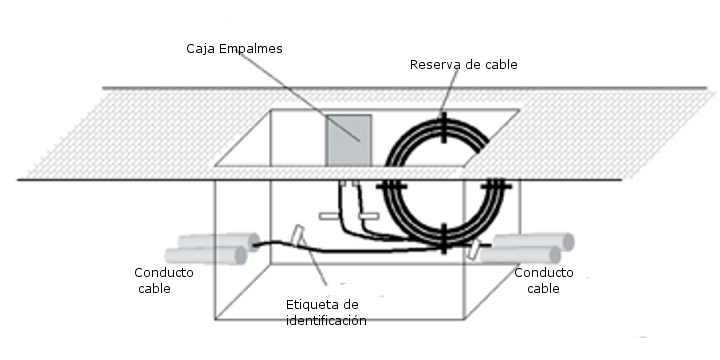 Caja Empalmes
Reserva de cable
Conducto
cable
Conducto
cable
Etiqueta de
identificación